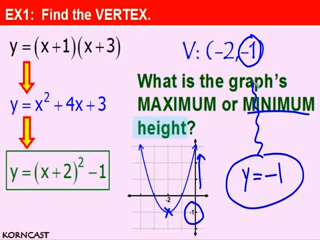 EX1: Find the VERTEX.
y = (x+1)(x+3)
V: (-2,-1)
y = x² + 4x + 3
What is the graph's
MAXIMUM or MINIMUM
height?
y = (x+2)² - 1
y = -1
-2
-1
KORNCAST